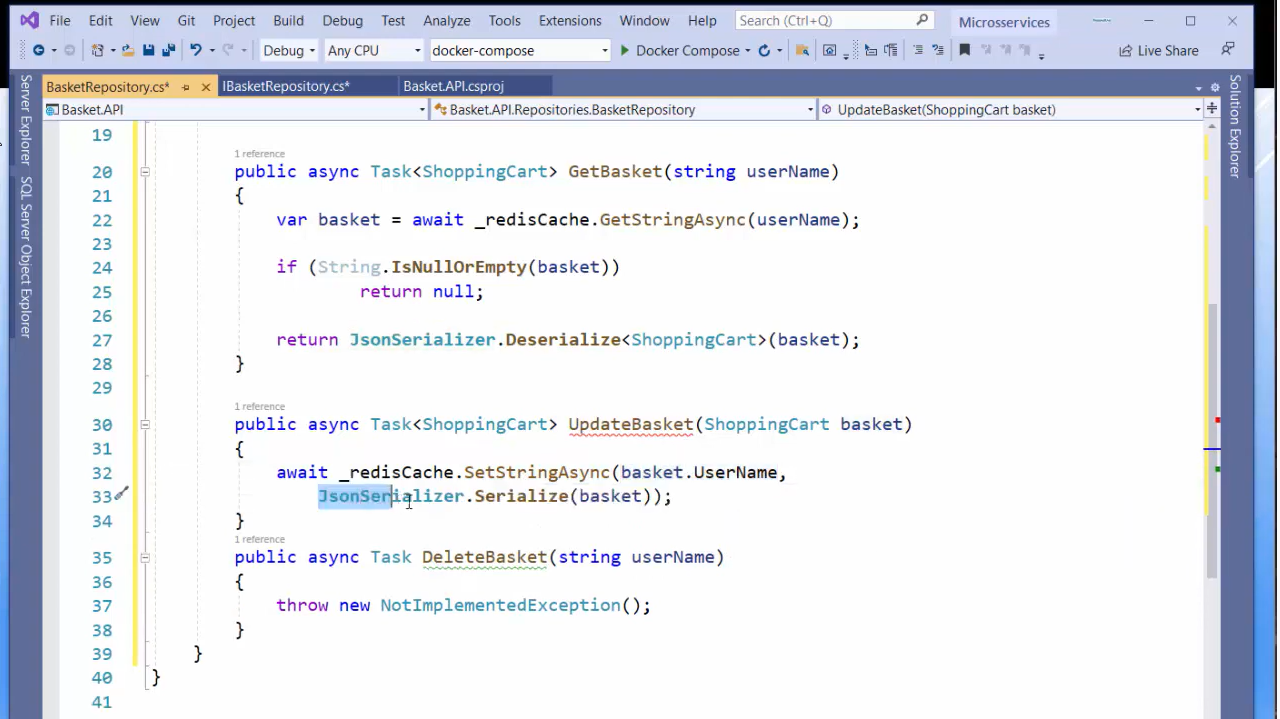 File Edit View Git Project Build Debug Test Analyze Tools Extensions Window Help Search (Ctrl+Q) Microservices
Debug Any CPU docker-compose Docker Compose Live Share
BasketRepository.cs* IBasketRepository.cs* Basket.API.csproj
Basket.API Basket.API.Repositories.BasketRepository UpdateBasket(ShoppingCart basket)
Server Explorer
SQL Server Object Explorer
Solution Explorer
19
1 reference
20 public async Task<ShoppingCart> GetBasket(string userName)
21 {
22 var basket = await _redisCache.GetStringAsync(userName);
23
24 if (String.IsNullOrEmpty(basket))
25 return null;
26
27 return JsonSerializer.Deserialize<ShoppingCart>(basket);
28 }
29
1 reference
30 public async Task<ShoppingCart> UpdateBasket(ShoppingCart basket)
31 {
32 await _redisCache.SetStringAsync(basket.UserName,
33 JsonSerializer.Serialize(basket));
34 }
1 reference
35 public async Task DeleteBasket(string userName)
36 {
37 throw new NotImplementedException();
38 }
39 }
40 }
41